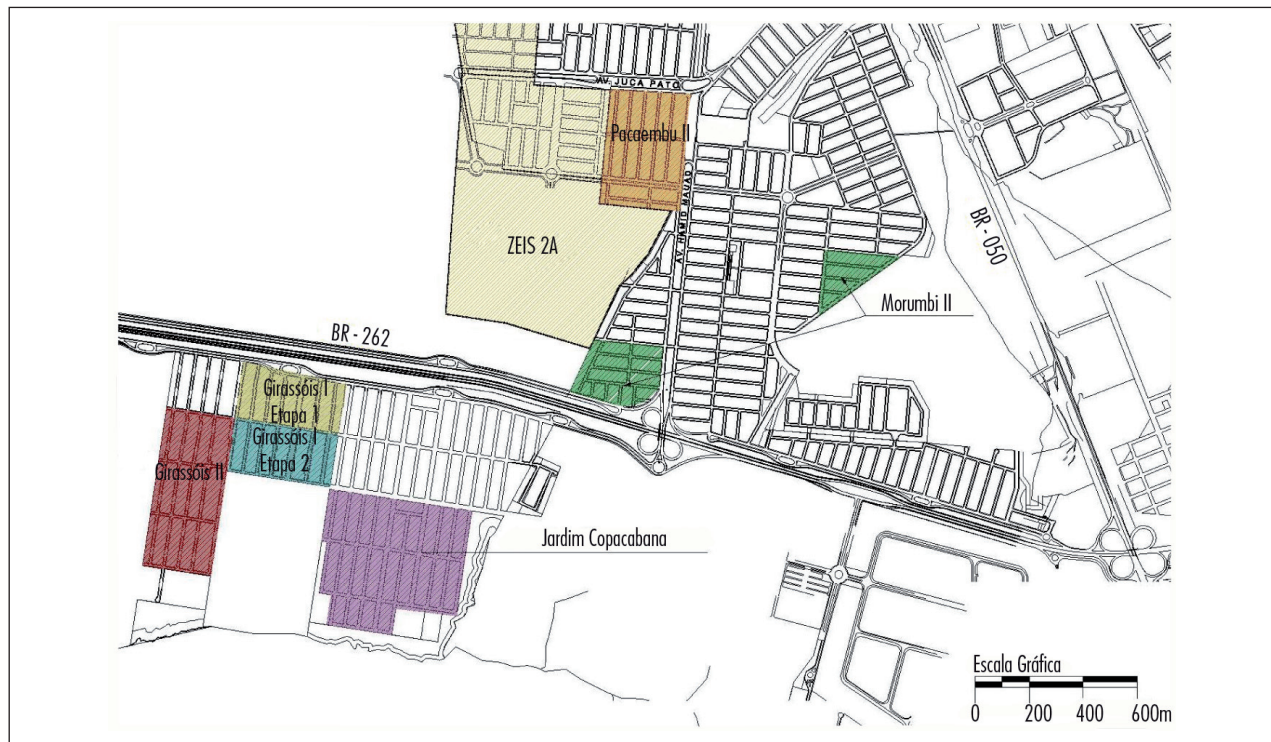 AV. JUCA PATO
Pacaembu II
AV. HAMID MAUAD
ZEIS 2A
BR - 050
Morumbi II
BR - 262
Girassóis I
Etapa 1
Girassóis I
Etapa 2
Girassóis II
Jardim Copacabana
Escala Gráfica
0 200 400 600m